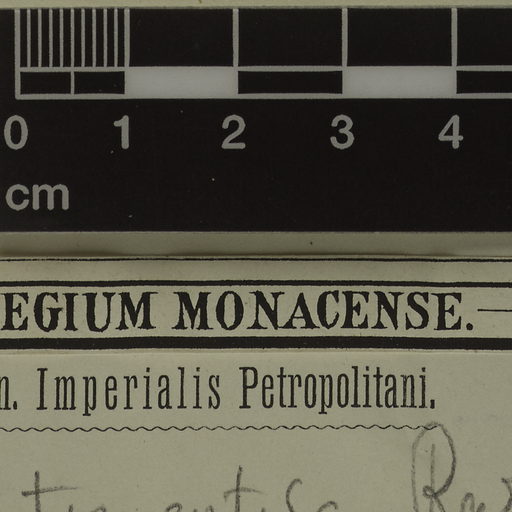 0 1 2 3 4
cm
EGIUM MONACENSE.
n. Imperialis Petropolitani.